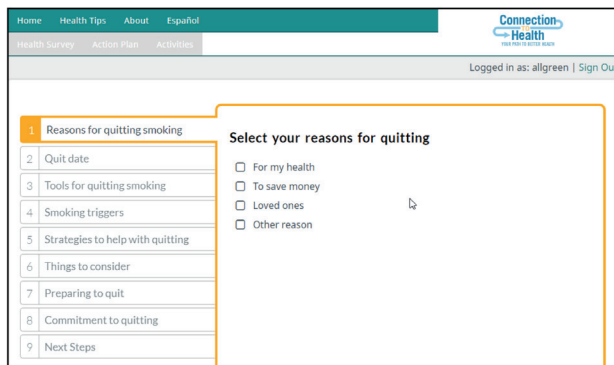 Home Health Tips About Español
Connection
TO
Health
YOUR PATH TO BETTER HEALTH
Health Survey Action Plan Activities
Logged in as: allgreen | Sign Ou
1 Reasons for quitting smoking
2 Quit date
3 Tools for quitting smoking
4 Smoking triggers
5 Strategies to help with quitting
6 Things to consider
7 Preparing to quit
8 Commitment to quitting
9 Next Steps
Select your reasons for quitting
For my health
To save money
Loved ones
Other reason